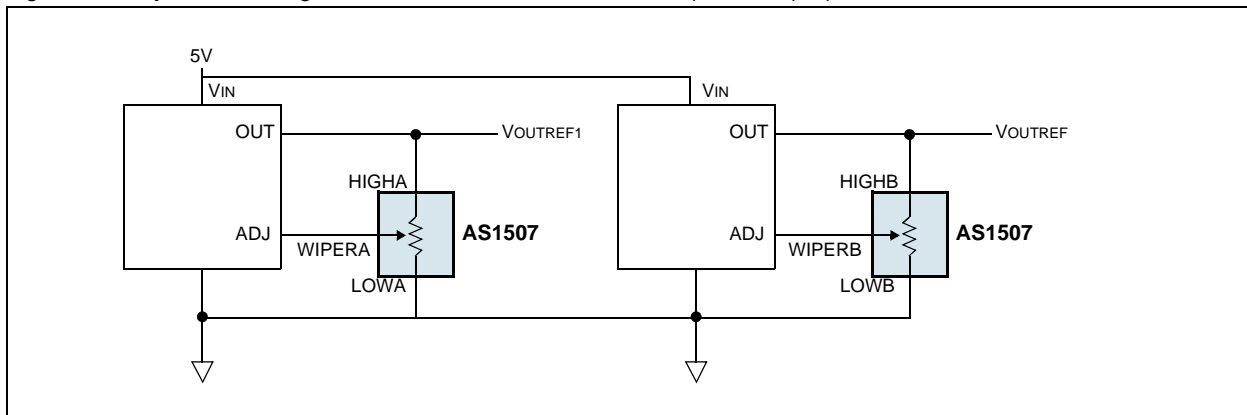 5V
VIN
VIN
OUT
VOUTREF1
OUT
VOUTREF
HIGHA
HIGHB
ADJ
WIPERA
AS1507
ADJ
WIPERB
AS1507
LOWA
LOWB